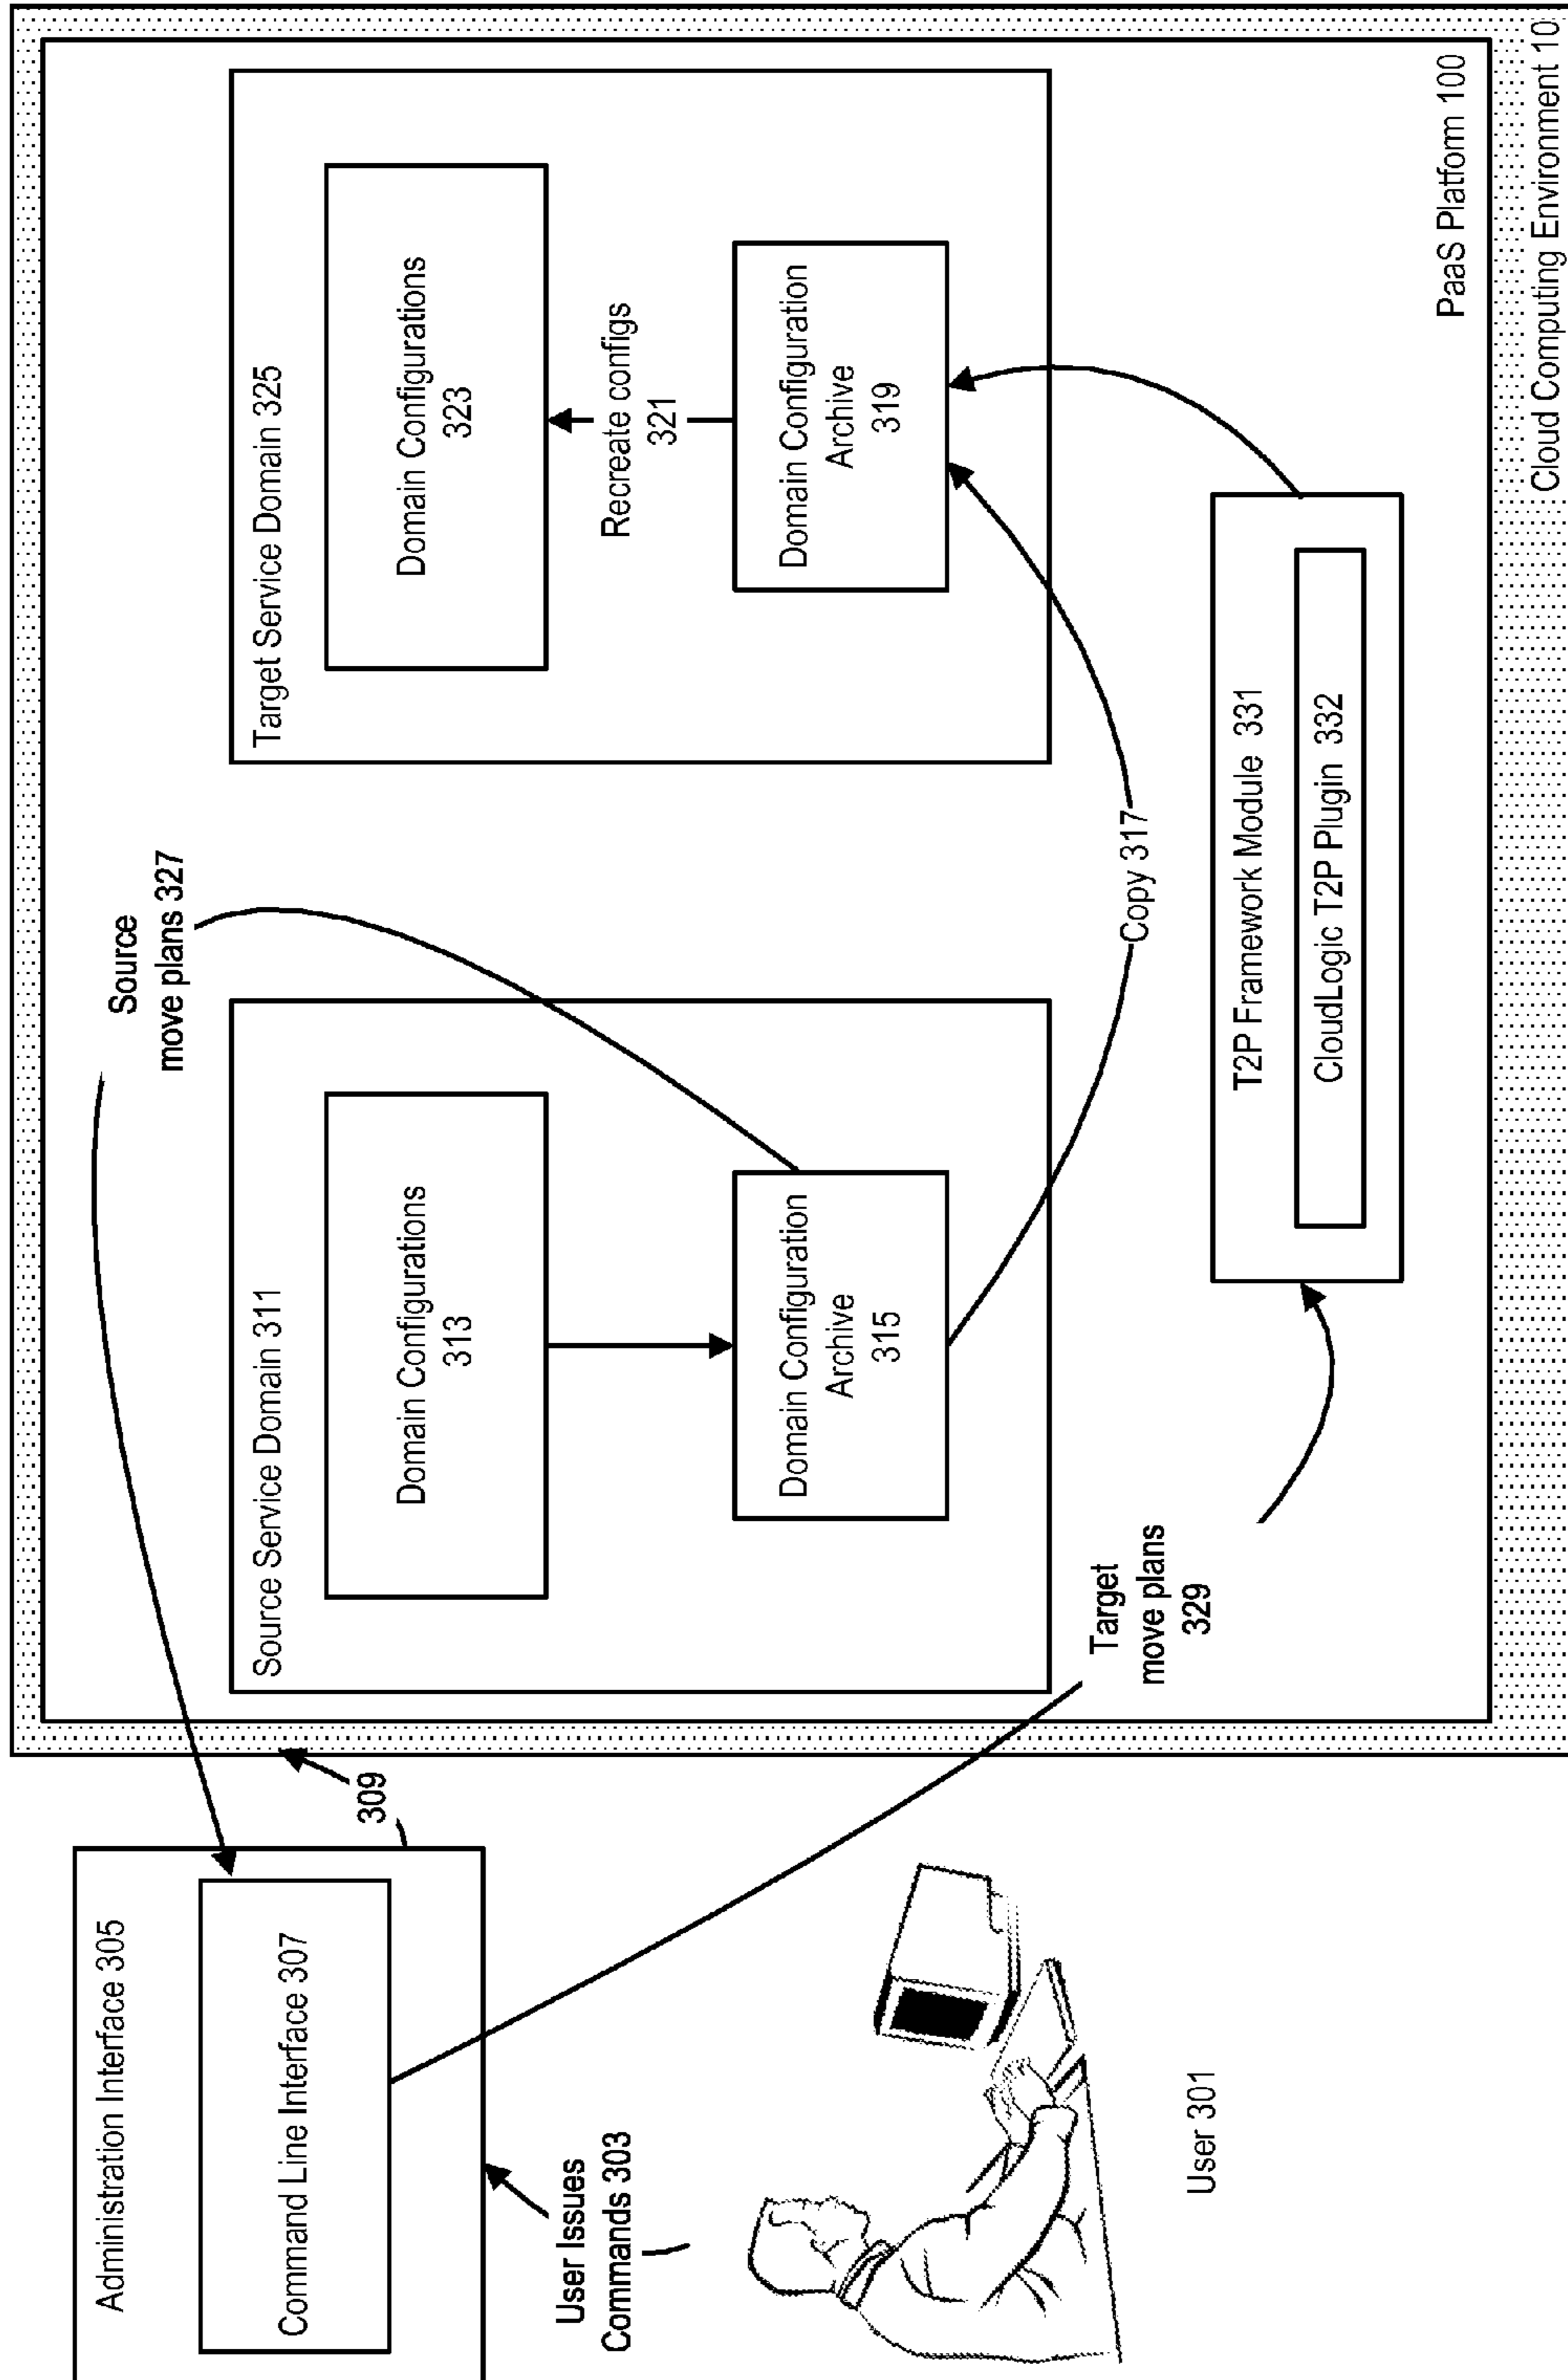 Administration Interface 305
Command Line Interface 307
User Issues
Commands 303
User 301
309
Source
move plans 327
Target
move plans
329
Source Service Domain 311
Domain Configurations
313
Domain Configuration
Archive
315
Copy 317
Target Service Domain 325
Domain Configurations
323
Recreate configs
321
Domain Configuration
Archive
319
T2P Framework Module 331
CloudLogic T2P Plugin 332
PaaS Platform 100
Cloud Computing Environment 10